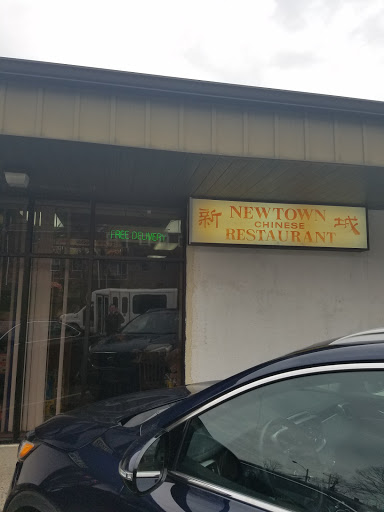 FREE DELIVERY
新 NEWTOWN 城
CHINESE
RESTAURANT